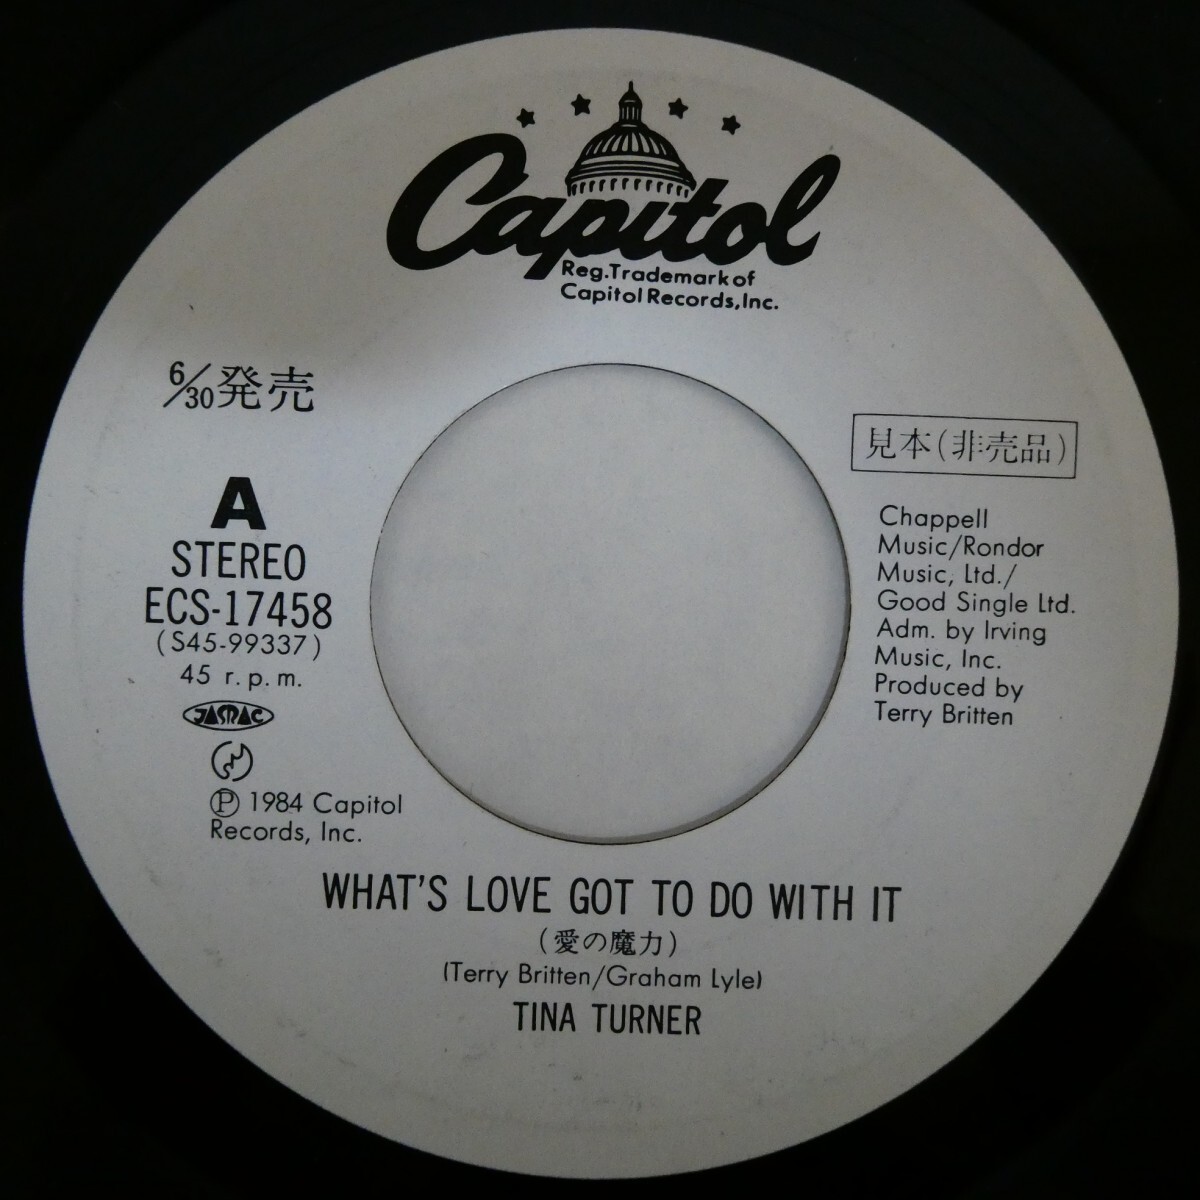 Capitol
Reg. Trademark of
Capitol Records, Inc.
6/30発売
見本(非売品)
A
STEREO
ECS-17458
(S45-99337)
45 r.p.m.
JASRAC
Ⓟ 1984 Capitol
Records, Inc.
Chappell
Music/Rondor
Music, Ltd./
Good Single Ltd.
Adm. by Irving
Music, Inc.
Produced by
Terry Britten
WHAT'S LOVE GOT TO DO WITH IT
(愛の魔力)
(Terry Britten/Graham Lyle)
TINA TURNER